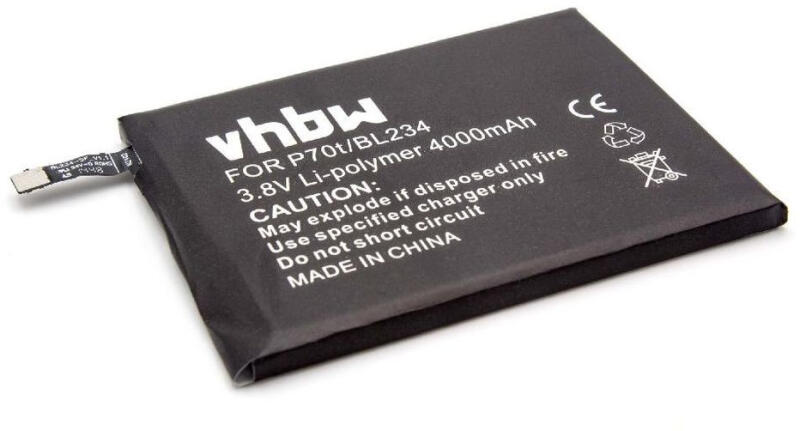 vhbw
FOR P70t/BL234
3.8V Li-polymer 4000mAh
CAUTION:
May explode if disposed in fire
Use specified charger only
Do not short circuit
MADE IN CHINA
CE